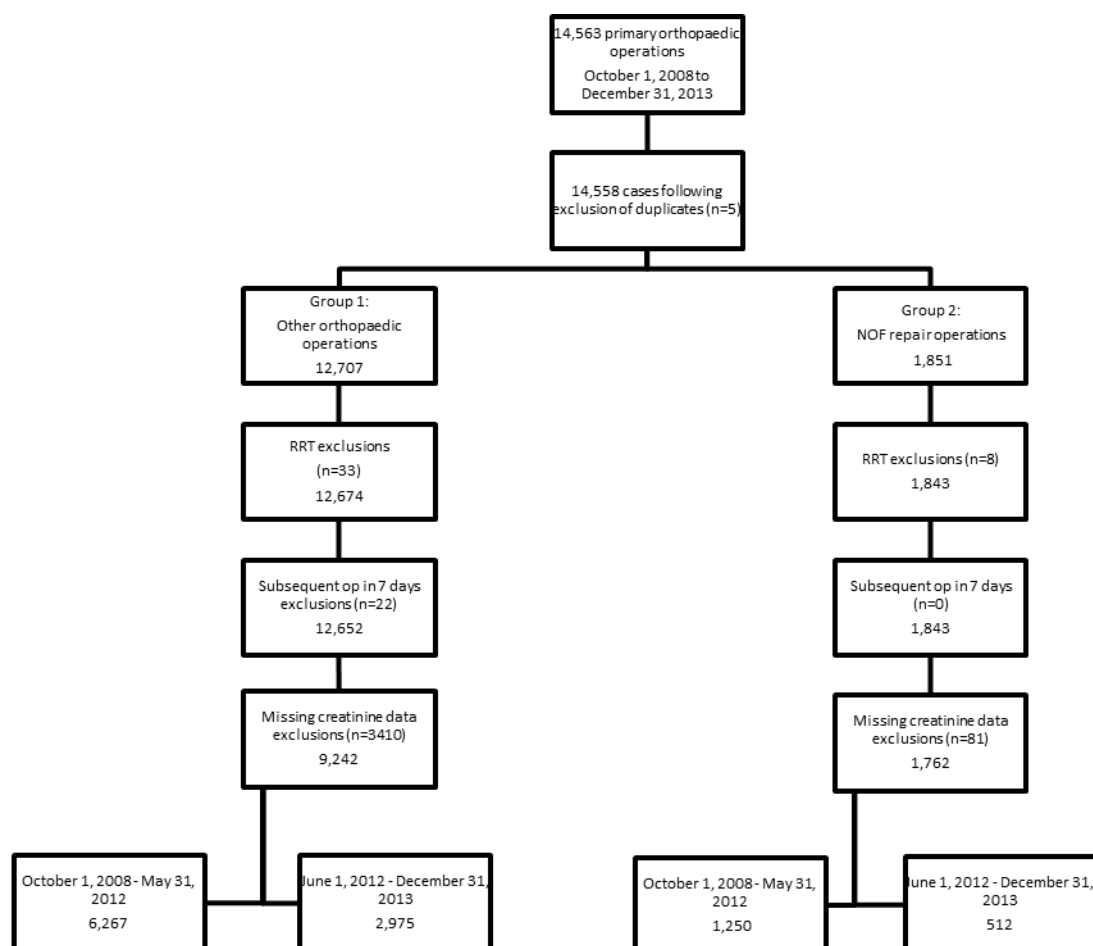 14,563 primary orthopaedic
operations
October 1, 2008 to
December 31, 2013
14,558 cases following
exclusion of duplicates (n=5)
Group 1:
Other orthopaedic
operations
12,707
Group 2:
NOF repair operations
1,851
RRT exclusions
(n=33)
12,674
RRT exclusions (n=8)
1,843
Subsequent op in 7 days
exclusions (n=22)
12,652
Subsequent op in 7 days
(n=0)
1,843
Missing creatinine data
exclusions (n=3410)
9,242
Missing creatinine data
exclusions (n=81)
1,762
October 1, 2008 - May 31,
2012
6,267
June 1, 2012 - December 31,
2013
2,975
October 1, 2008 - May 31,
2012
1,250
June 1, 2012 - December 31,
2013
512